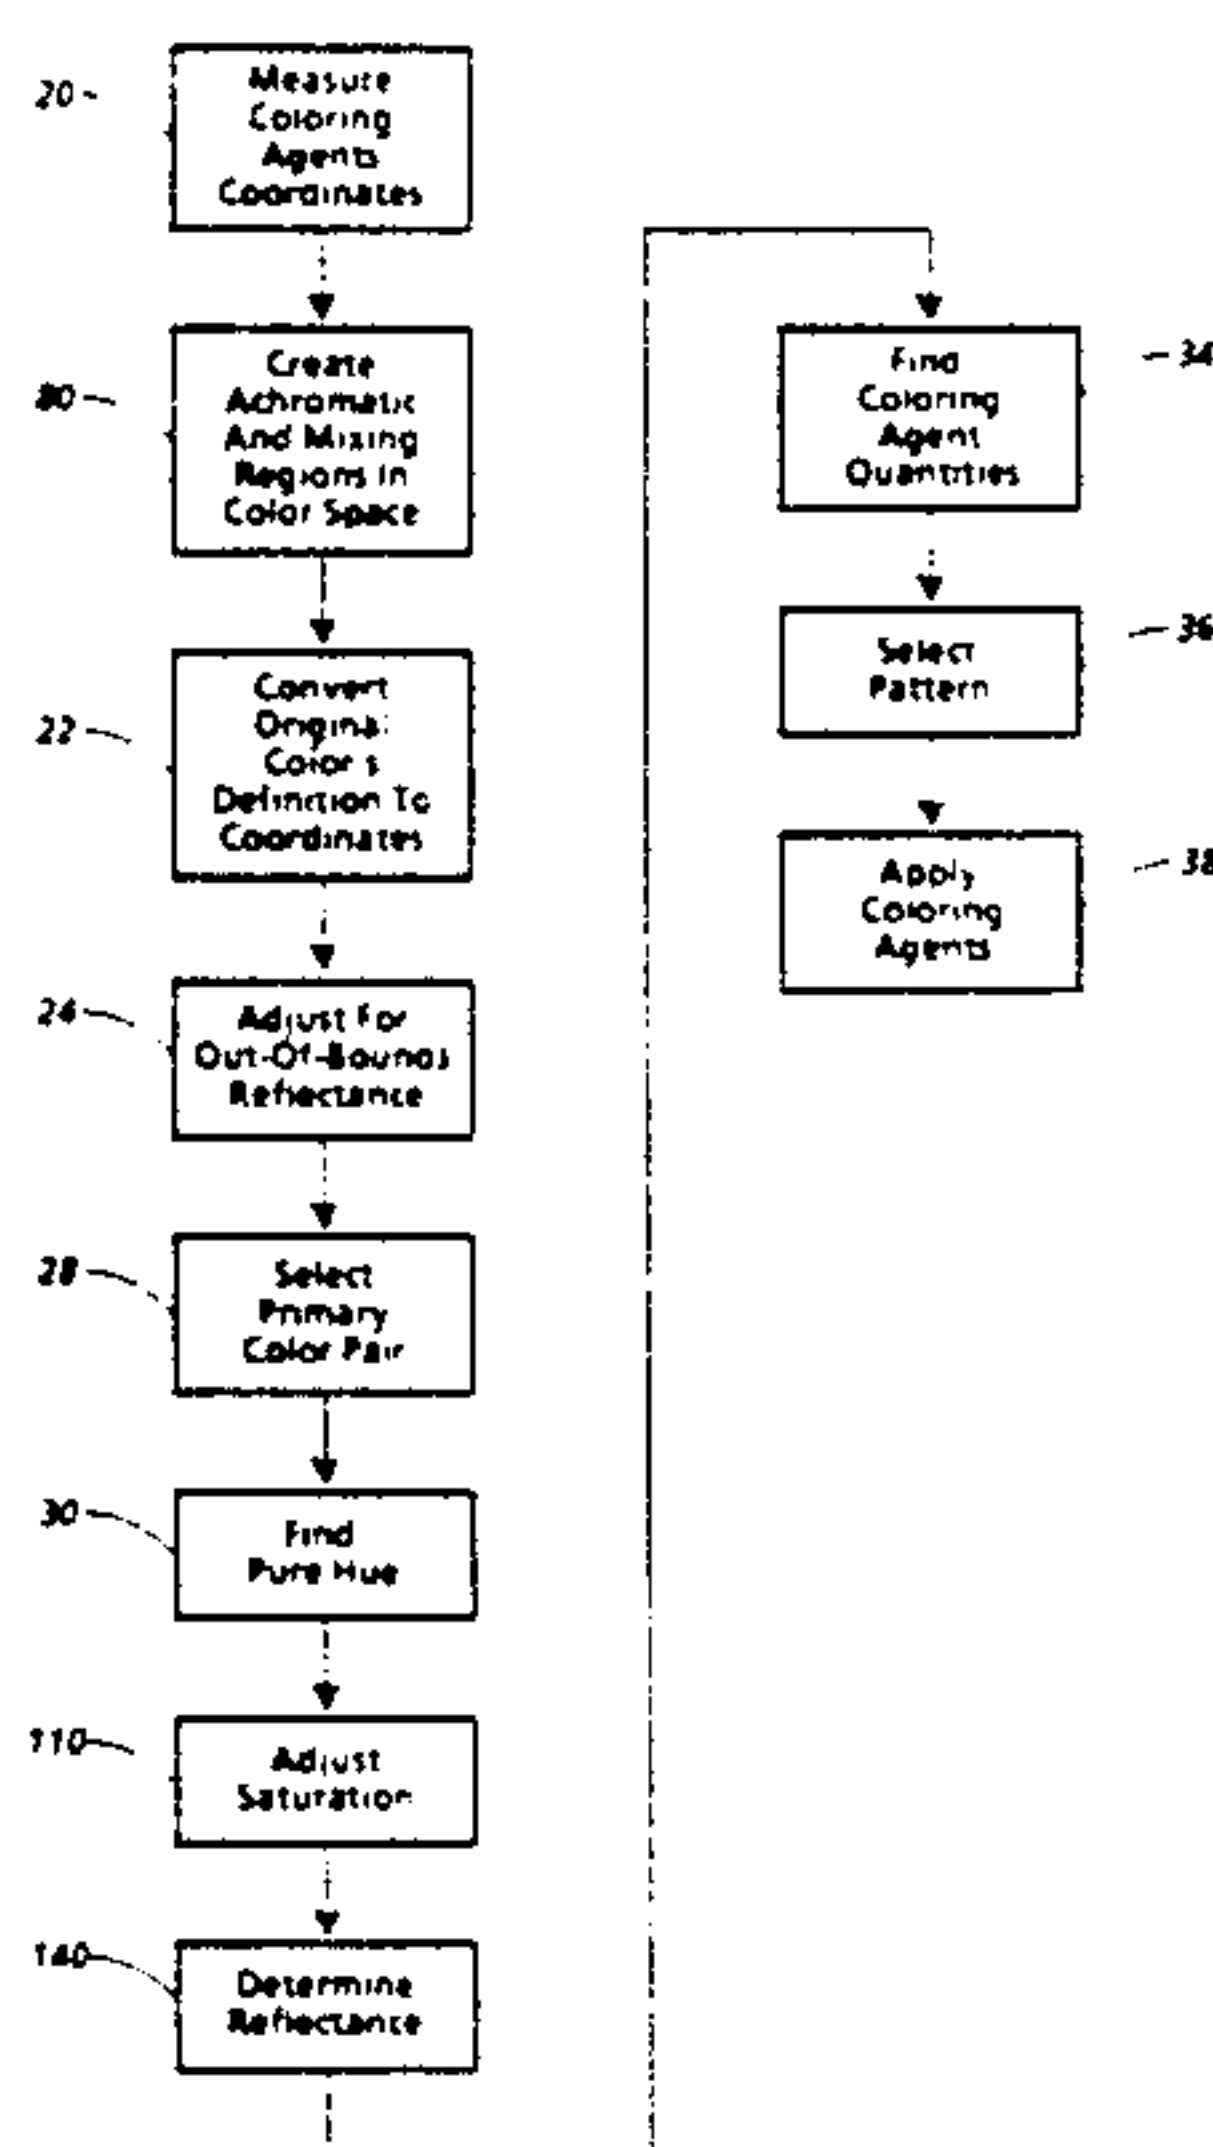 20
Measure
Coloring
Agents
Coordinates
80
Create
Achromatic
And Mixing
Regions In
Color Space
22
Convert
Original
Color's
Definition To
Coordinates
24
Adjust For
Out-Of-Bounds
Reflectance
28
Select
Primary
Color Pair
30
Find
Pure Hue
110
Adjust
Saturation
140
Determine
Reflectance
34
Find
Coloring
Agent
Quantities
36
Select
Pattern
38
Apply
Coloring
Agents